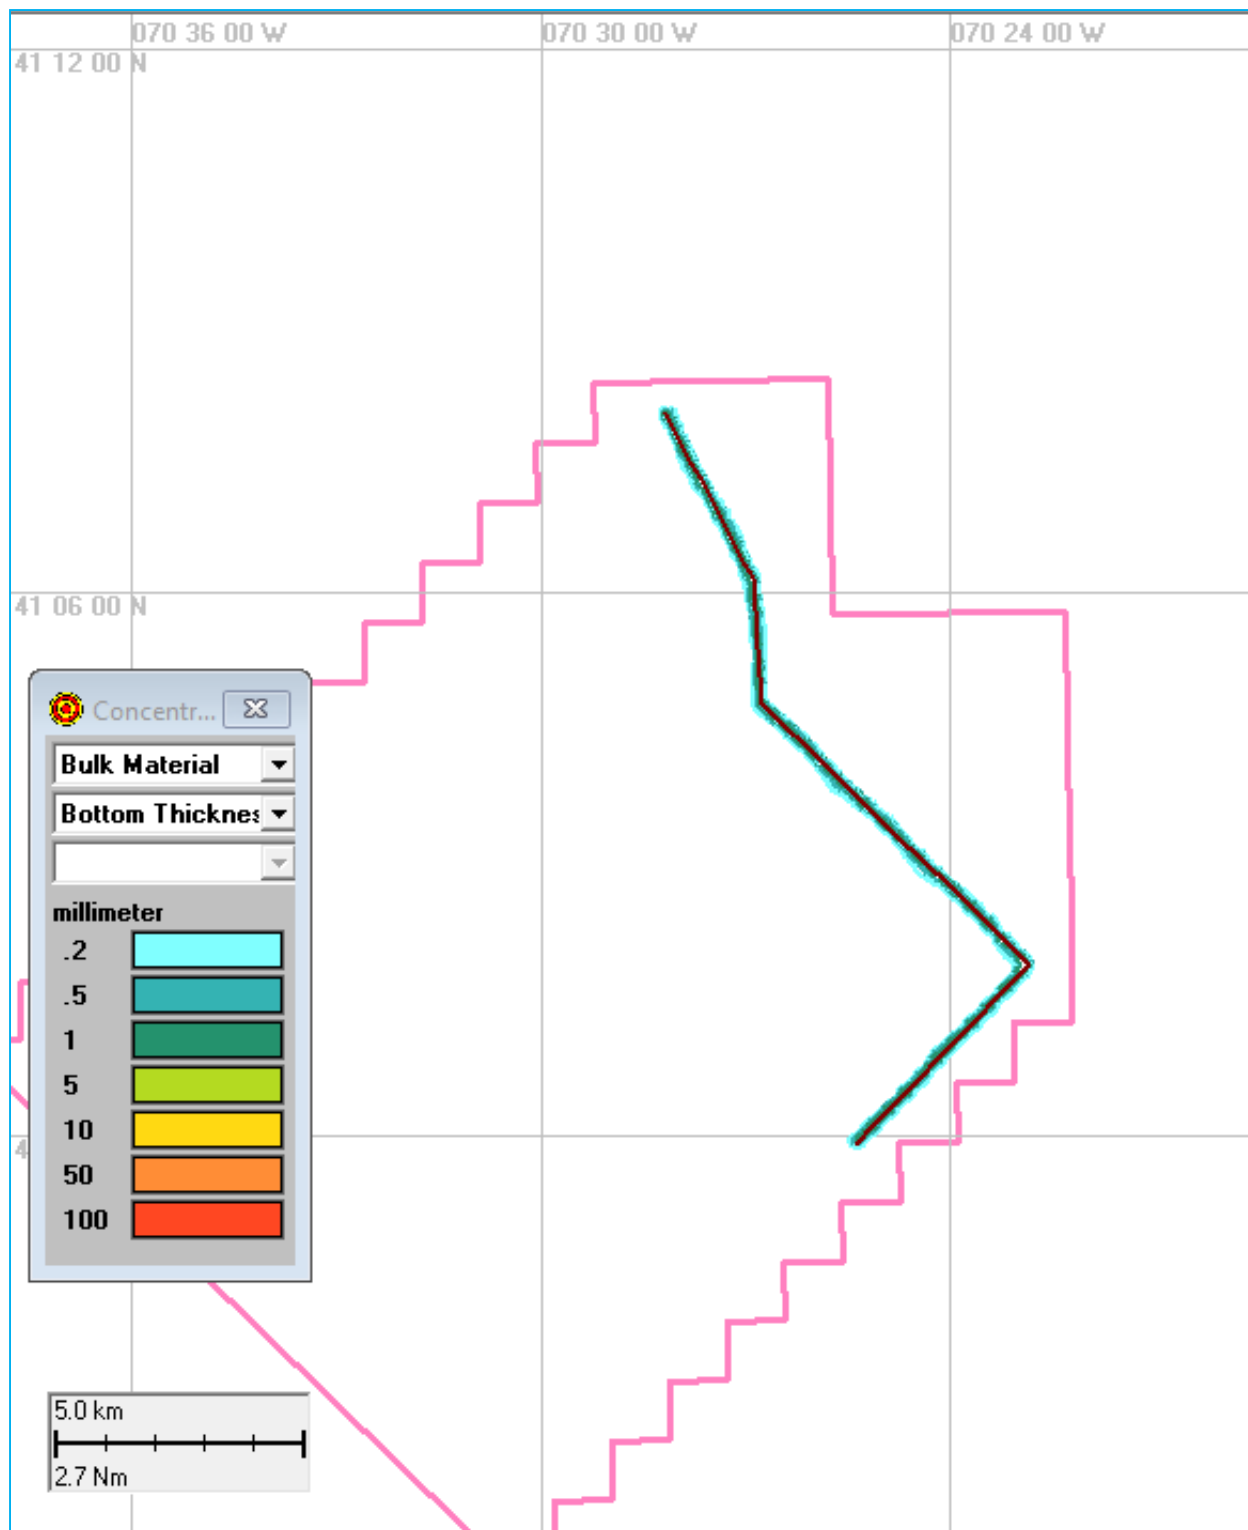 070 36 00 W
070 30 00 W
070 24 00 W
41 12 00 N
41 06 00 N
Concentr...
Bulk Material
Bottom Thicknes
millimeter
.2
.5
1
5
10
50
100
5.0 km
2.7 Nm